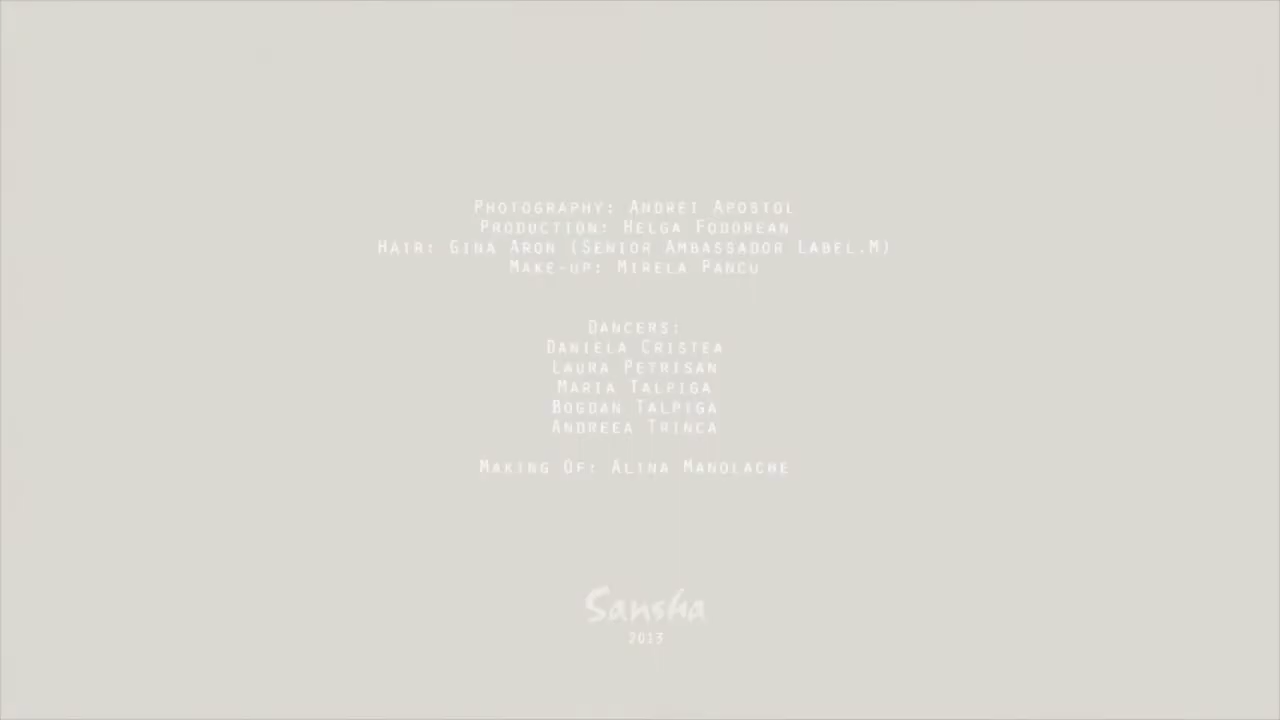 Photography: Andrei Apostol
Production: Helga Fodorean
Hair: Gina Aron (Senior Ambassador Label.M)
Make-up: Mirela Pancu
Dancers:
Daniela Cristea
Laura Petrisan
Maria Talpiga
Bogdan Talpiga
Andreea Trinca
Making Of: Alina Manolache
Sansha
2013